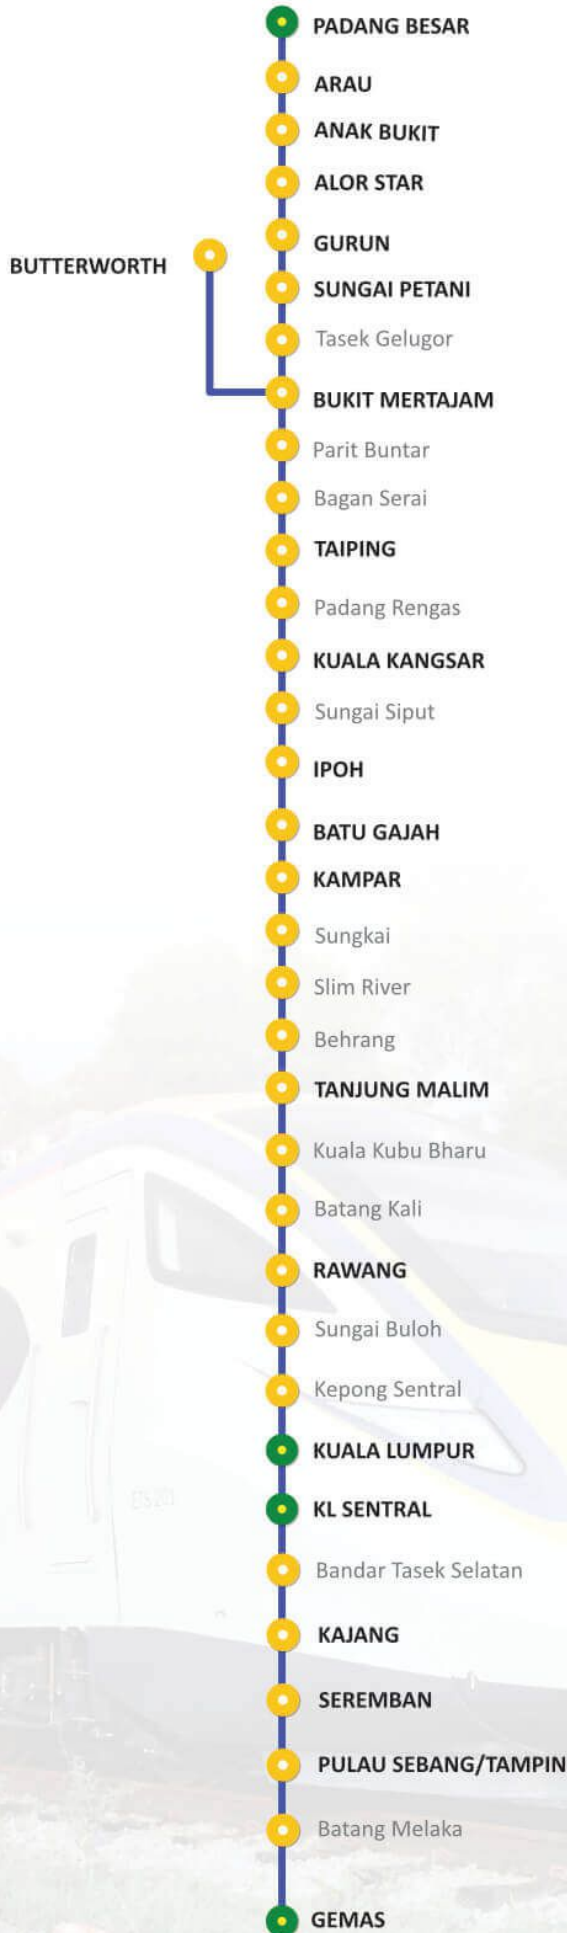 PADANG BESAR
ARAU
ANAK BUKIT
ALOR STAR
GURUN
BUTTERWORTH
SUNGAI PETANI
Tasek Gelugor
BUKIT MERTAJAM
Parit Buntar
Bagan Serai
TAIPING
Padang Rengas
KUALA KANGSAR
Sungai Siput
IPOH
BATU GAJAH
KAMPAR
Sungkai
Slim River
Behrang
TANJUNG MALIM
Kuala Kubu Bharu
Batang Kali
RAWANG
Sungai Buloh
Kepong Sentral
KUALA LUMPUR
KL SENTRAL
Bandar Tasek Selatan
KAJANG
SEREMBAN
PULAU SEBANG/TAMPIN
Batang Melaka
GEMAS